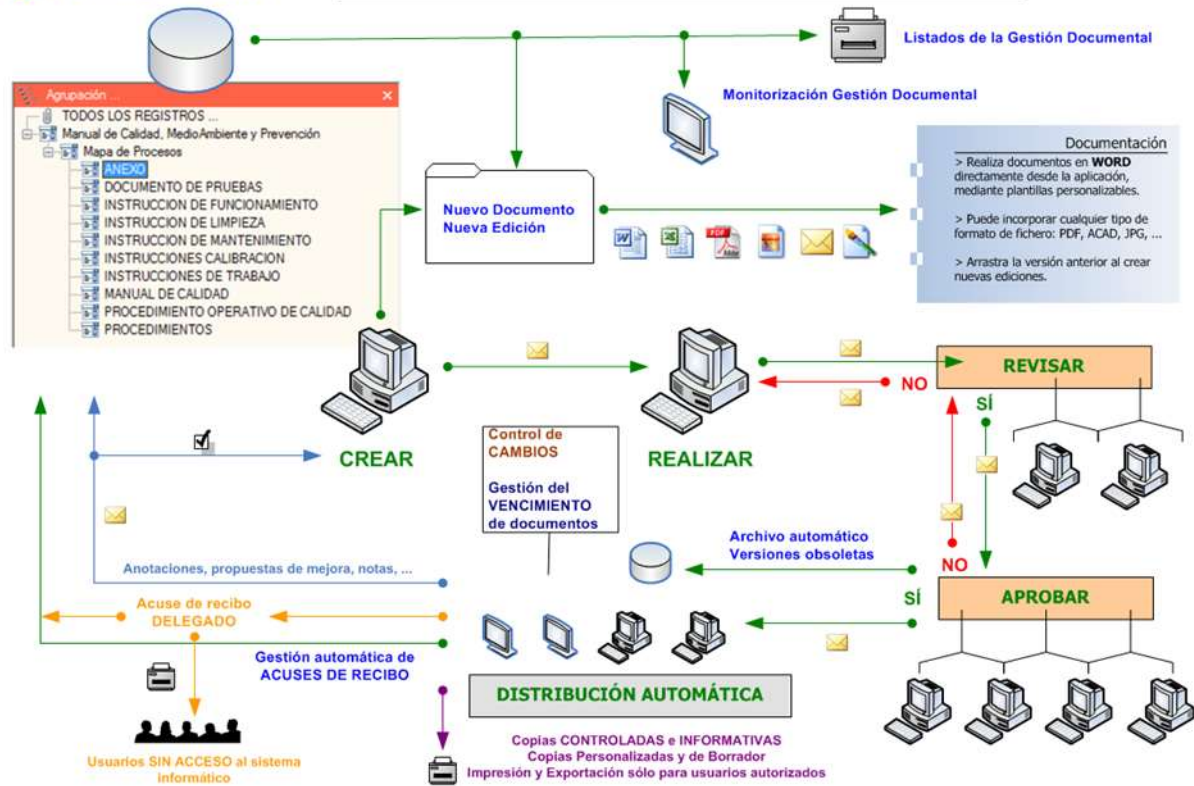 Listados de la Gestión Documental
Monitorización Gestión Documental
Agrupación ...
TODOS LOS REGISTROS ...
Manual de Calidad, MedioAmbiente y Prevención
Mapa de Procesos
ANEXO
DOCUMENTO DE PRUEBAS
INSTRUCCION DE FUNCIONAMIENTO
INSTRUCCION DE LIMPIEZA
INSTRUCCION DE MANTENIMIENTO
INSTRUCCIONES CALIBRACION
INSTRUCCIONES DE TRABAJO
MANUAL DE CALIDAD
PROCEDIMIENTO OPERATIVO DE CALIDAD
PROCEDIMIENTOS
Nuevo Documento
Nueva Edición
Documentación
> Realiza documentos en WORD
directamente desde la aplicación,
mediante plantillas personalizables.
> Puede incorporar cualquier tipo de
formato de fichero: PDF, ACAD, JPG, ...
> Arrastra la versión anterior al crear
nuevas ediciones.
CREAR
REALIZAR
NO
REVISAR
SÍ
Control de
CAMBIOS
Gestión del
VENCIMIENTO
de documentos
Archivo automático
Versiones obsoletas
NO
SÍ
APROBAR
Anotaciones, propuestas de mejora, notas, ...
Acuse de recibo
DELEGADO
Gestión automática de
ACUSES DE RECIBO
DISTRIBUCIÓN AUTOMÁTICA
Usuarios SIN ACCESO al sistema
informático
Copias CONTROLADAS e INFORMATIVAS
Copias Personalizadas y de Borrador
Impresión y Exportación sólo para usuarios autorizados